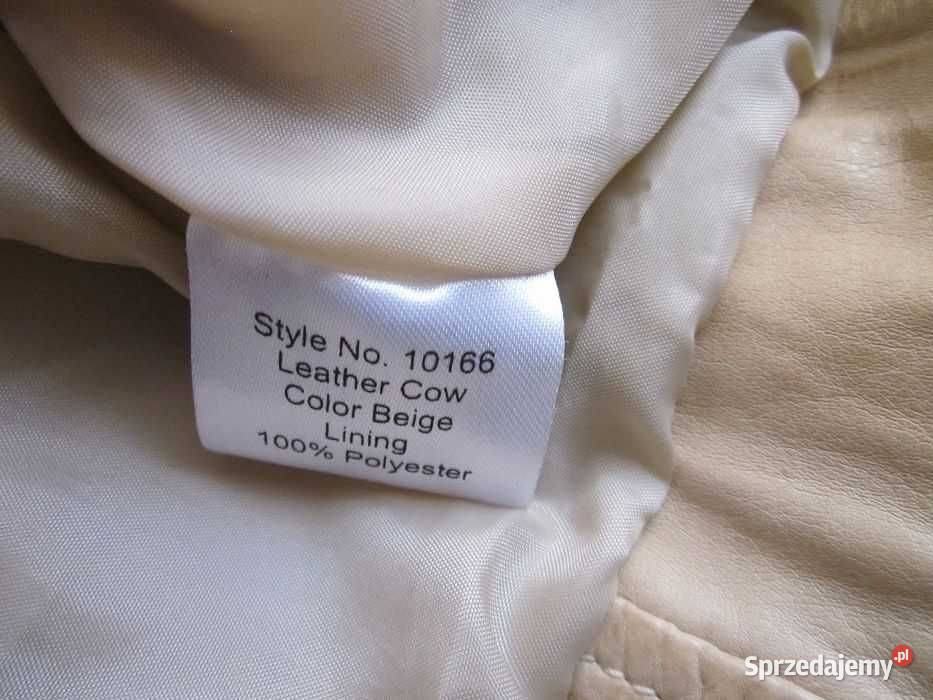 Style No. 10166
Leather Cow
Color Beige
Lining
100% Polyester
Sprzedajemy.pl